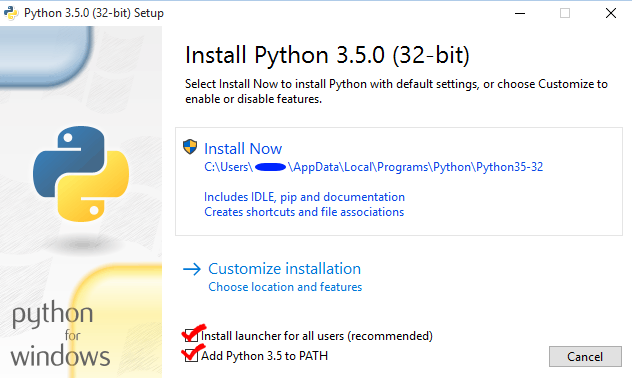 Python 3.5.0 (32-bit) Setup
Install Python 3.5.0 (32-bit)
Select Install Now to install Python with default settings, or choose Customize to
enable or disable features.
Install Now
C:\Users\ \AppData\Local\Programs\Python\Python35-32
Includes IDLE, pip and documentation
Creates shortcuts and file associations
Customize installation
Choose location and features
python
for
windows
Install launcher for all users (recommended)
Add Python 3.5 to PATH
Cancel